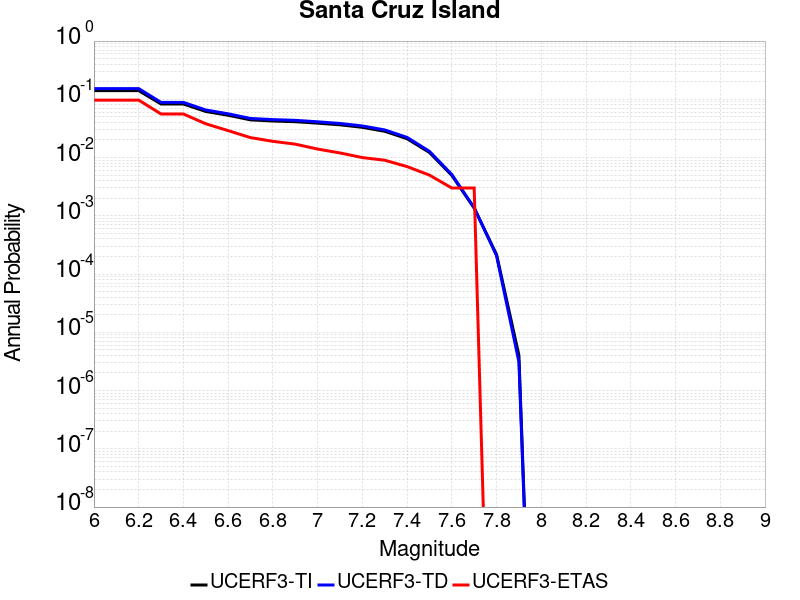 Santa Cruz Island
10^0
10^-1
10^-2
10^-3
10^-4
10^-5
10^-6
10^-7
10^-8
Annual Probability
6 6.2 6.4 6.6 6.8 7 7.2 7.4 7.6 7.8 8 8.2 8.4 8.6 8.8 9
Magnitude
UCERF3-TI UCERF3-TD UCERF3-ETAS